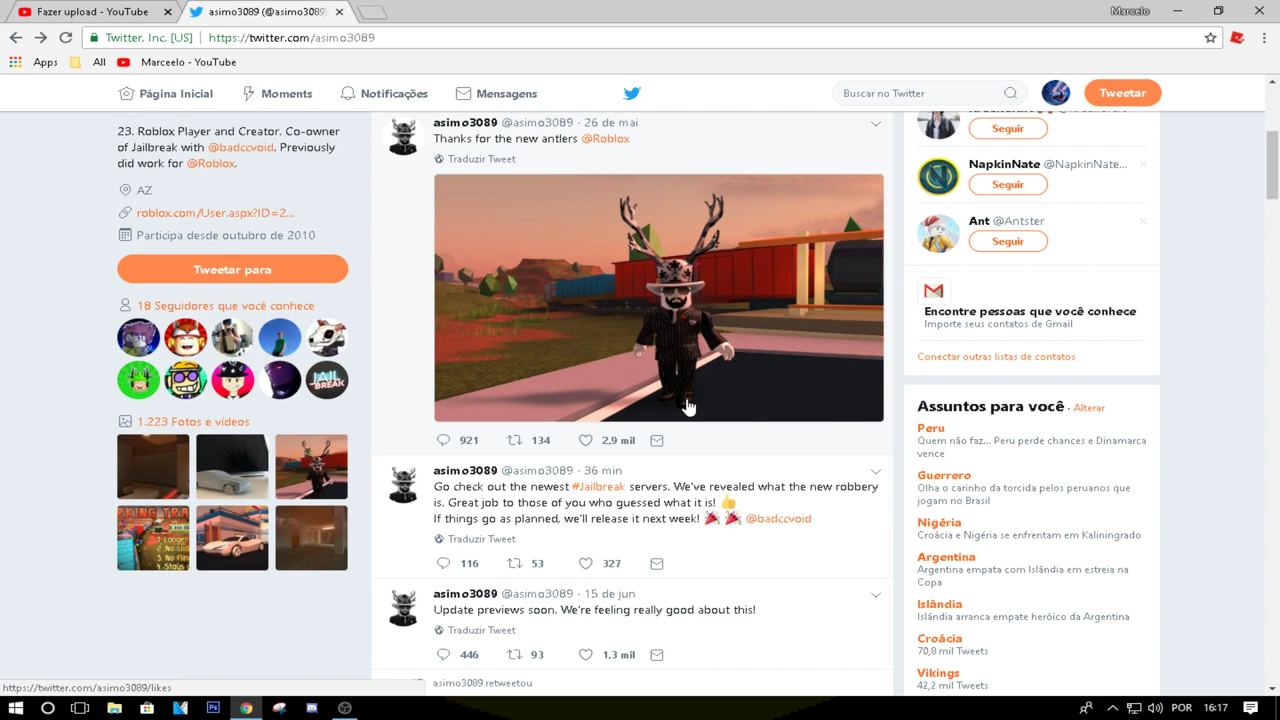 Fazer upload - YouTube
asimo3089 (@asimo3089)
Marcelo
Twitter, Inc. [US]
https://twitter.com/asimo3089
Apps
All
Marceelo - YouTube
Página Inicial
Moments
Notificações
Mensagens
Buscar no Twitter
Tweetar
23. Roblox Player and Creator. Co-owner
of Jailbreak with @badccvoid. Previously
did work for @Roblox.
AZ
roblox.com/User.aspx?ID=2...
Participa desde outubro de 2010
Tweetar para
18 Seguidores que você conhece
JAIL
BREAK
1.223 Fotos e vídeos
asimo3089 @asimo3089 · 26 de mai
Thanks for the new antlers @Roblox
Traduzir Tweet
921
134
2,9 mil
asimo3089 @asimo3089 · 36 min
Go check out the newest #Jailbreak servers. We've revealed what the new robbery
is. Great job to those of you who guessed what it is! 👍
If things go as planned, we'll release it next week! 🎉 🎉 @badccvoid
Traduzir Tweet
116
53
327
asimo3089 @asimo3089 · 15 de jun
Update previews soon. We're feeling really good about this!
Traduzir Tweet
446
93
1,3 mil
asimo3089 retweetou
Seguir
NapkinNate @NapkinNate...
Seguir
Ant @Antster
Seguir
Encontre pessoas que você conhece
Importe seus contatos de Gmail
Conectar outras listas de contatos
Assuntos para você · Alterar
Peru
Quem não faz... Peru perde chances e Dinamarca
vence
Guerrero
Olha o carinho da torcida pelos peruanos que
jogam no Brasil
Nigéria
Croácia e Nigéria se enfrentam em Kaliningrado
Argentina
Argentina empata com Islândia em estreia na
Copa
Islândia
Islândia arranca empate heróico da Argentina
Croácia
70,8 mil Tweets
Vikings
42,2 mil Tweets
https://twitter.com/asimo3089/likes
POR
16:17